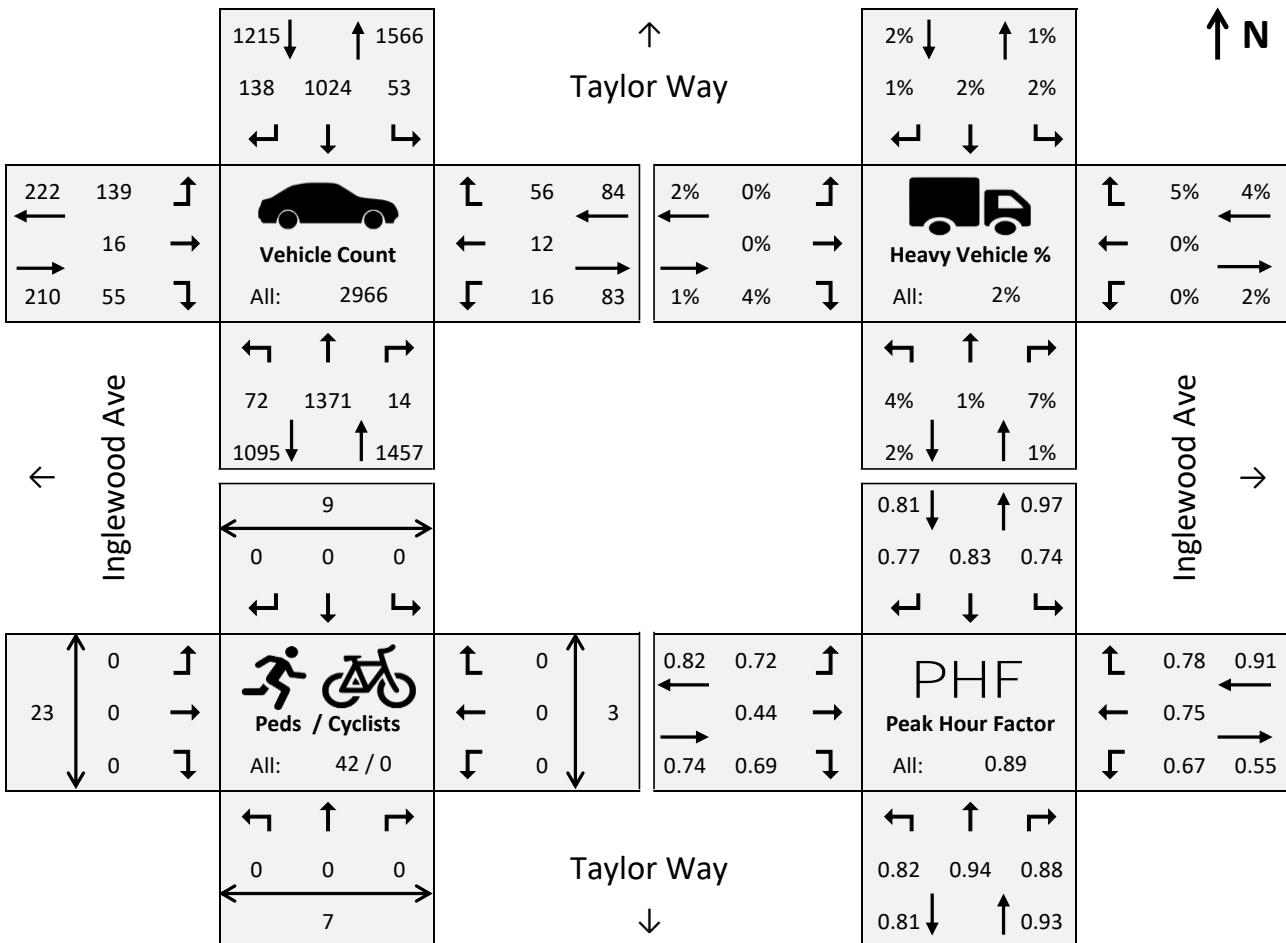 1215 1566 2% 1% N
Taylor Way
138 1024 53 1% 2% 2%
222 139 56 84 2% 0% 5% 4%
16 Vehicle Count 12 0% Heavy Vehicle % 0%
210 55 All: 2966 16 83 1% 4% All: 2% 0% 2%
72 1371 14 4% 1% 7%
1095 1457 2% 1%
Inglewood Ave Inglewood Ave
9 0.81 0.97
0 0 0 0.77 0.83 0.74
0 0 0.82 0.72 PHF 0.78 0.91
23 0 Peds / Cyclists 0 3 0.44 Peak Hour Factor 0.75
0 All: 42 / 0 0 0.74 0.69 All: 0.89 0.67 0.55
0 0 0 Taylor Way 0.82 0.94 0.88
7 0.81 0.93